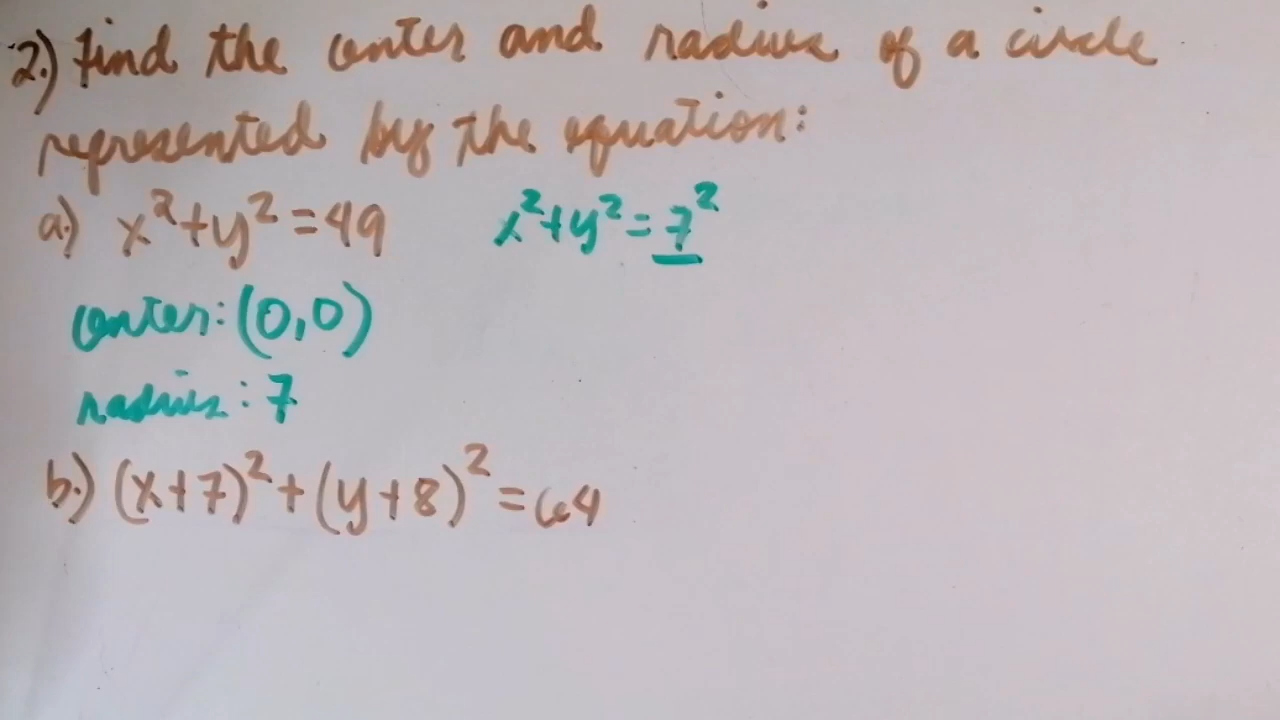 2.) Find the center and radius of a circle
represented by the equation:
a.) x²+y²=49 x²+y²=7²
center:(0,0)
radius:7
b.) (x+7)²+(y+8)²=64